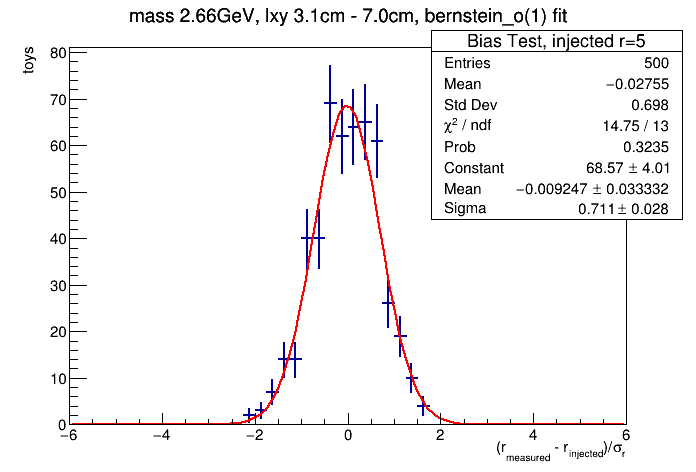 mass 2.66GeV, lxy 3.1cm - 7.0cm, bernstein_o(1) fit
Bias Test, injected r=5
Entries 500
Mean −0.02755
Std Dev 0.698
χ² / ndf 14.75 / 13
Prob 0.3235
Constant 68.57 ± 4.01
Mean −0.009247 ± 0.033332
Sigma 0.711 ± 0.028
toys
80
70
60
50
40
30
20
10
0
−6 −4 −2 0 2 4 6
(r_measured - r_injected)/σ_r